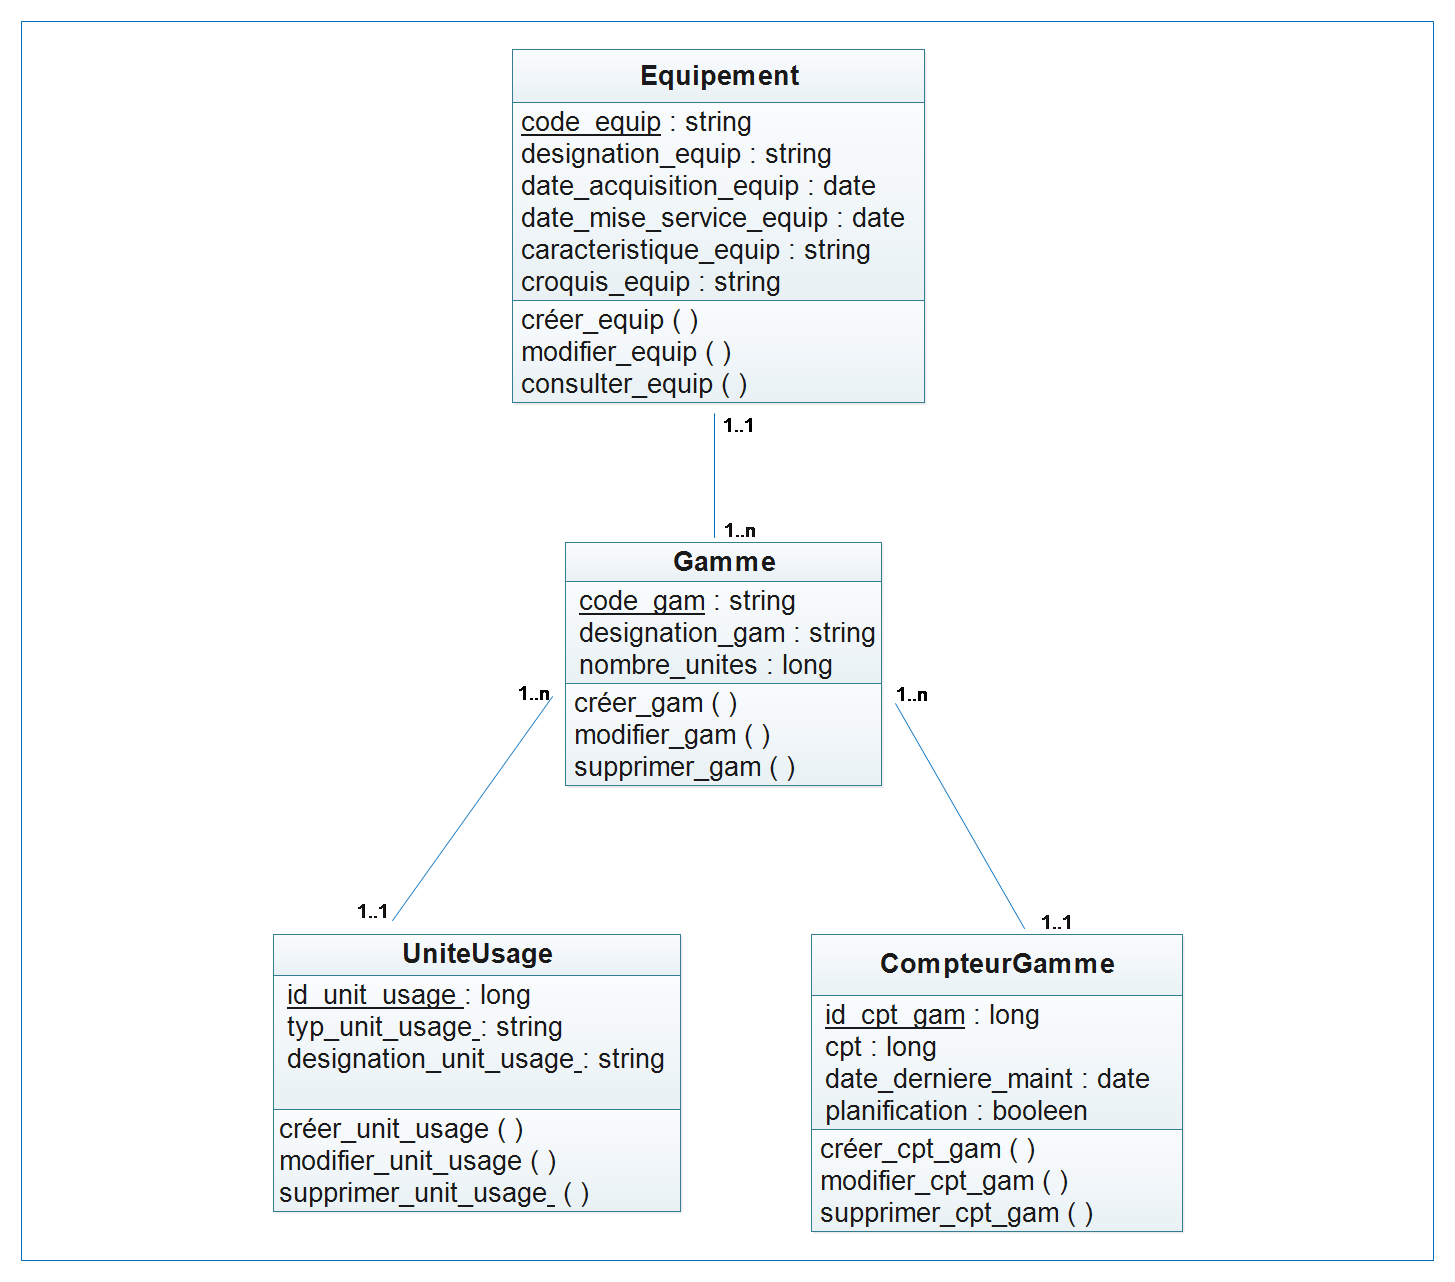 Equipement
code_equip : string
designation_equip : string
date_acquisition_equip : date
date_mise_service_equip : date
caracteristique_equip : string
croquis_equip : string
créer_equip ( )
modifier_equip ( )
consulter_equip ( )
1..1
1..n
Gamme
code_gam : string
designation_gam : string
nombre_unites : long
créer_gam ( )
modifier_gam ( )
supprimer_gam ( )
1..n
1..n
1..1
1..1
UniteUsage
id_unit_usage : long
typ_unit_usage_: string
designation_unit_usage_: string
créer_unit_usage ( )
modifier_unit_usage ( )
supprimer_unit_usage_ ( )
CompteurGamme
id_cpt_gam : long
cpt : long
date_derniere_maint : date
planification : booleen
créer_cpt_gam ( )
modifier_cpt_gam ( )
supprimer_cpt_gam ( )